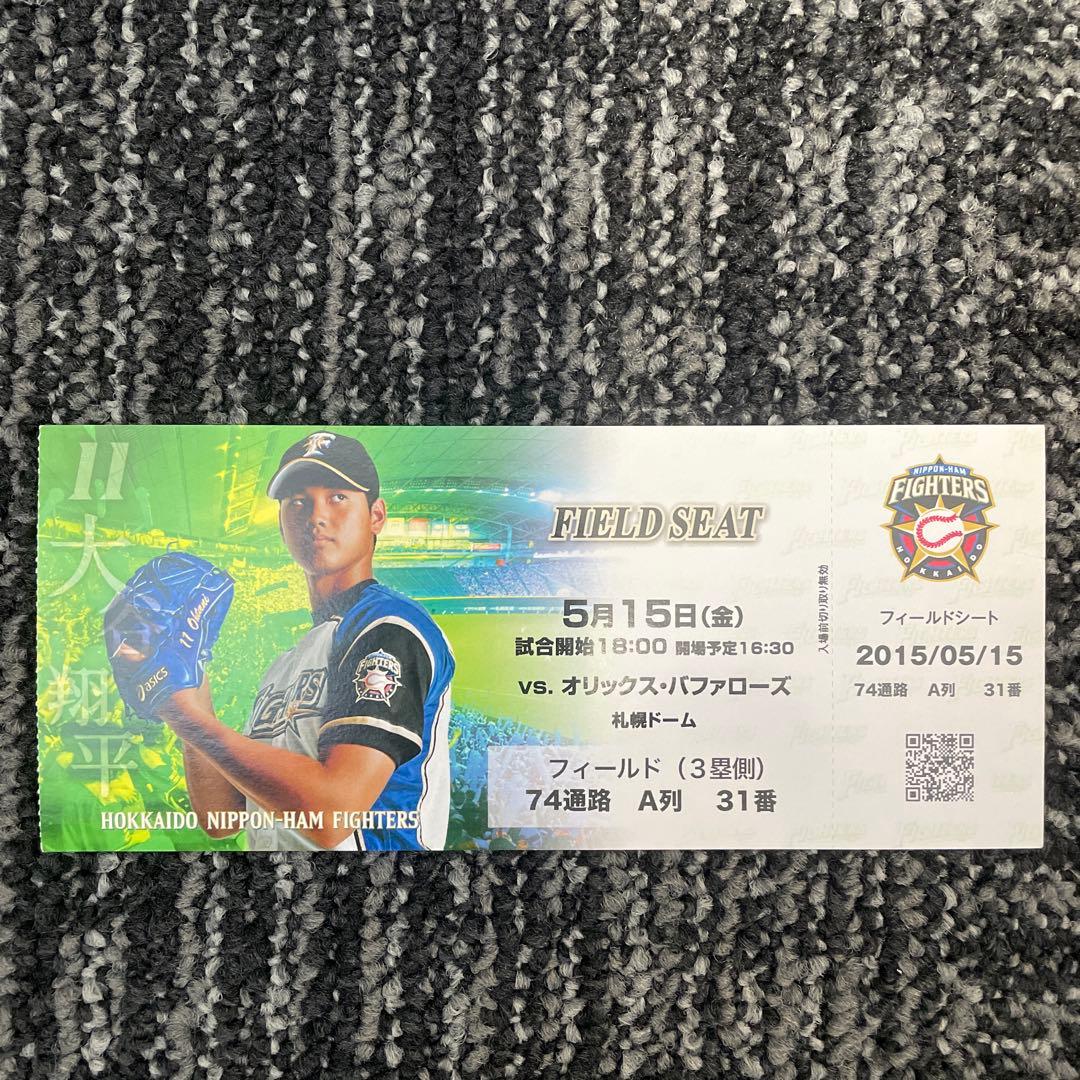 11
大谷
翔平
11 Ohtani
asics
FIGHTERS
FIGHTERS
HOKKAIDO NIPPON-HAM FIGHTERS
FIELD SEAT
5月15日(金)
試合開始18:00 開場予定16:30
vs. オリックス・バファローズ
札幌ドーム
フィールド（3塁側）
74通路 A列 31番
入場前切り取り無効
NIPPON-HAM
FIGHTERS
HOKKAIDO
フィールドシート
2015/05/15
74通路 A列 31番